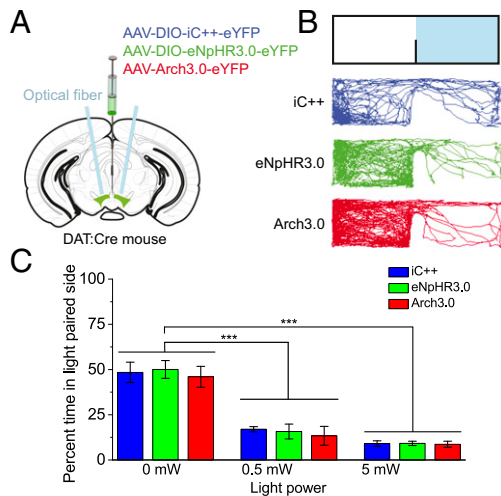 A
AAV-DIO-iC++-eYFP
AAV-DIO-eNpHR3.0-eYFP
AAV-Arch3.0-eYFP
Optical fiber
DAT:Cre mouse
B
iC++
eNpHR3.0
Arch3.0
C
Percent time in light paired side
100
75
50
25
0
iC++
eNpHR3.0
Arch3.0
***
***
0 mW
0.5 mW
5 mW
Light power